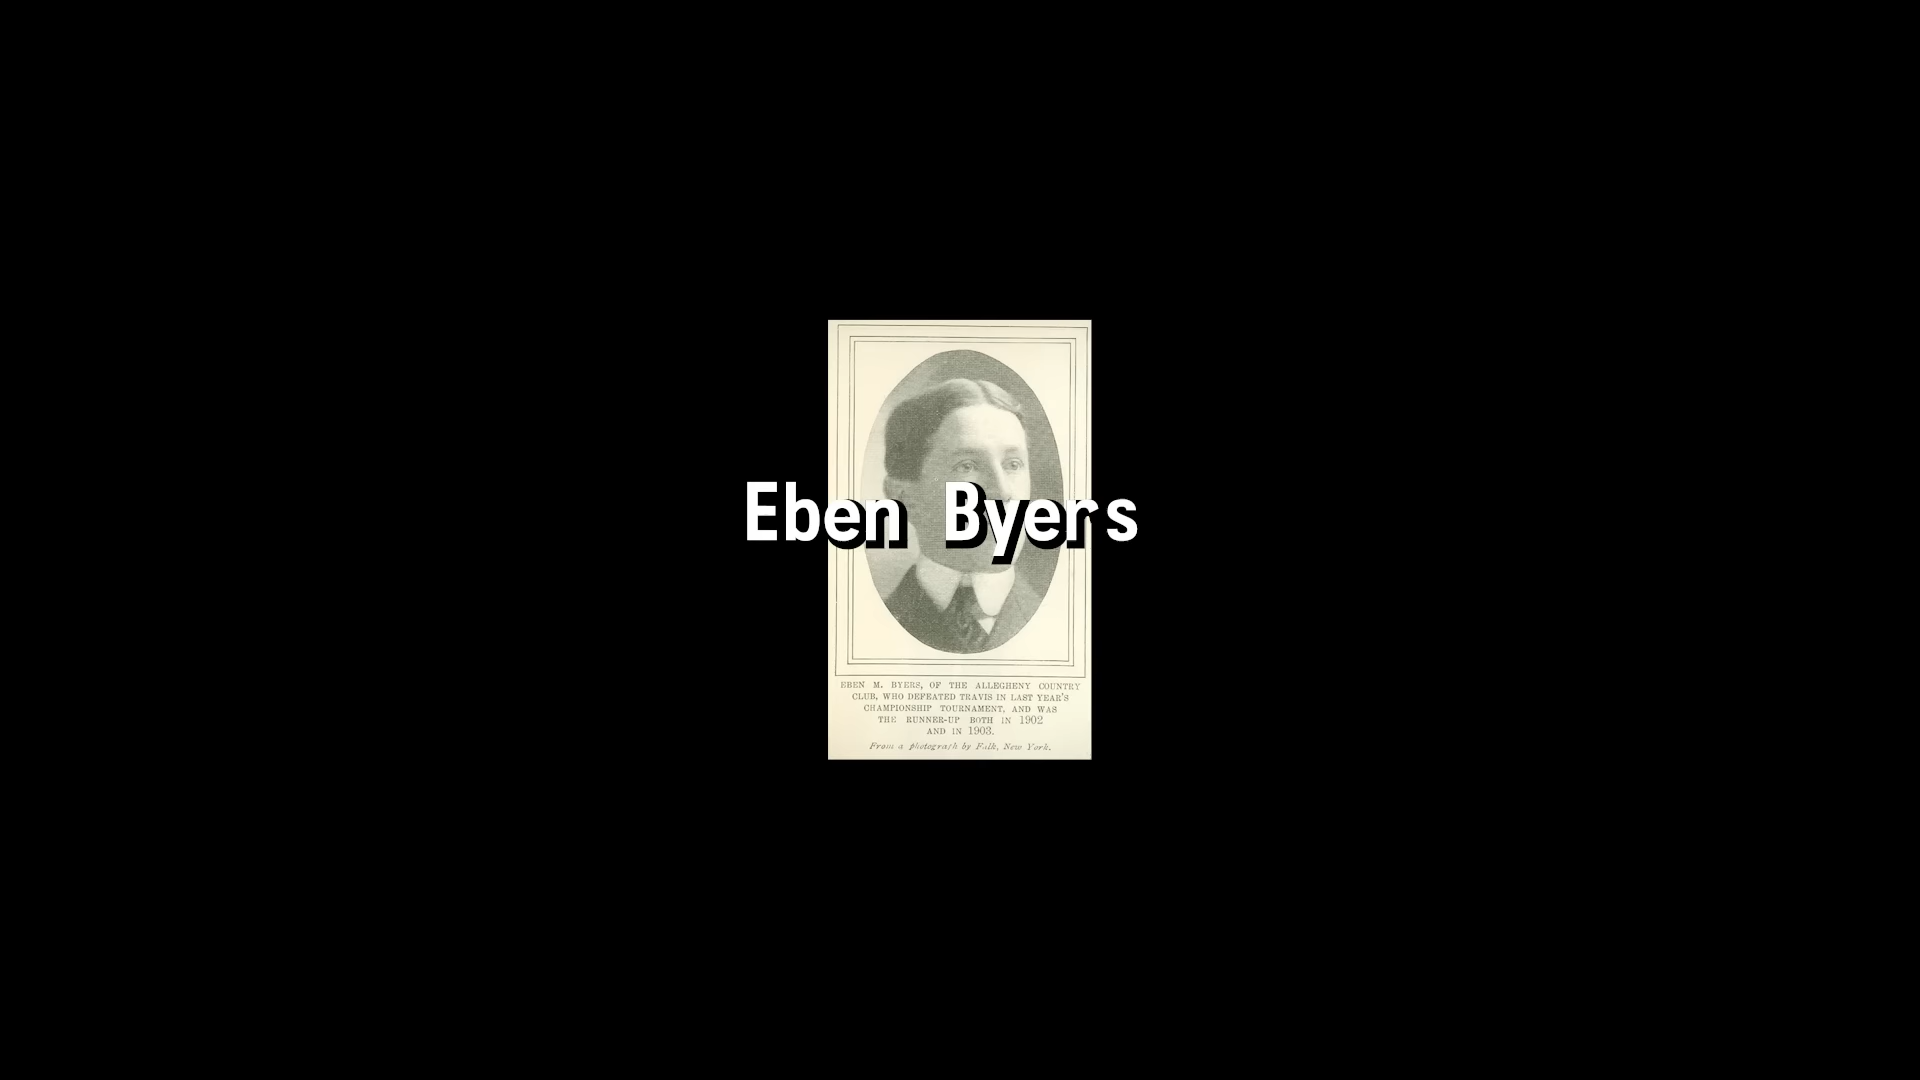 Eben Byers
EBEN M. BYERS, OF THE ALLEGHENY COUNTRY
CLUB, WHO DEFEATED TRAVIS IN LAST YEAR'S
CHAMPIONSHIP TOURNAMENT, AND WAS
THE RUNNER-UP BOTH IN 1902
AND IN 1903.
From a photograph by Falk, New York.